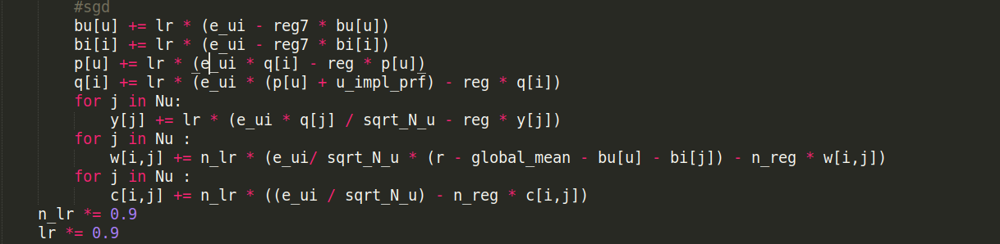 #sgd
bu[u] += lr * (e_ui - reg7 * bu[u])
bi[i] += lr * (e_ui - reg7 * bi[i])
p[u] += lr * (e_ui * q[i] - reg * p[u])
q[i] += lr * (e_ui * (p[u] + u_impl_prf) - reg * q[i])
for j in Nu:
y[j] += lr * (e_ui * q[j] / sqrt_N_u - reg * y[j])
for j in Nu :
w[i,j] += n_lr * (e_ui/ sqrt_N_u * (r - global_mean - bu[u] - bi[j]) - n_reg * w[i,j])
for j in Nu :
c[i,j] += n_lr * ((e_ui / sqrt_N_u) - n_reg * c[i,j])
n_lr *= 0.9
lr *= 0.9